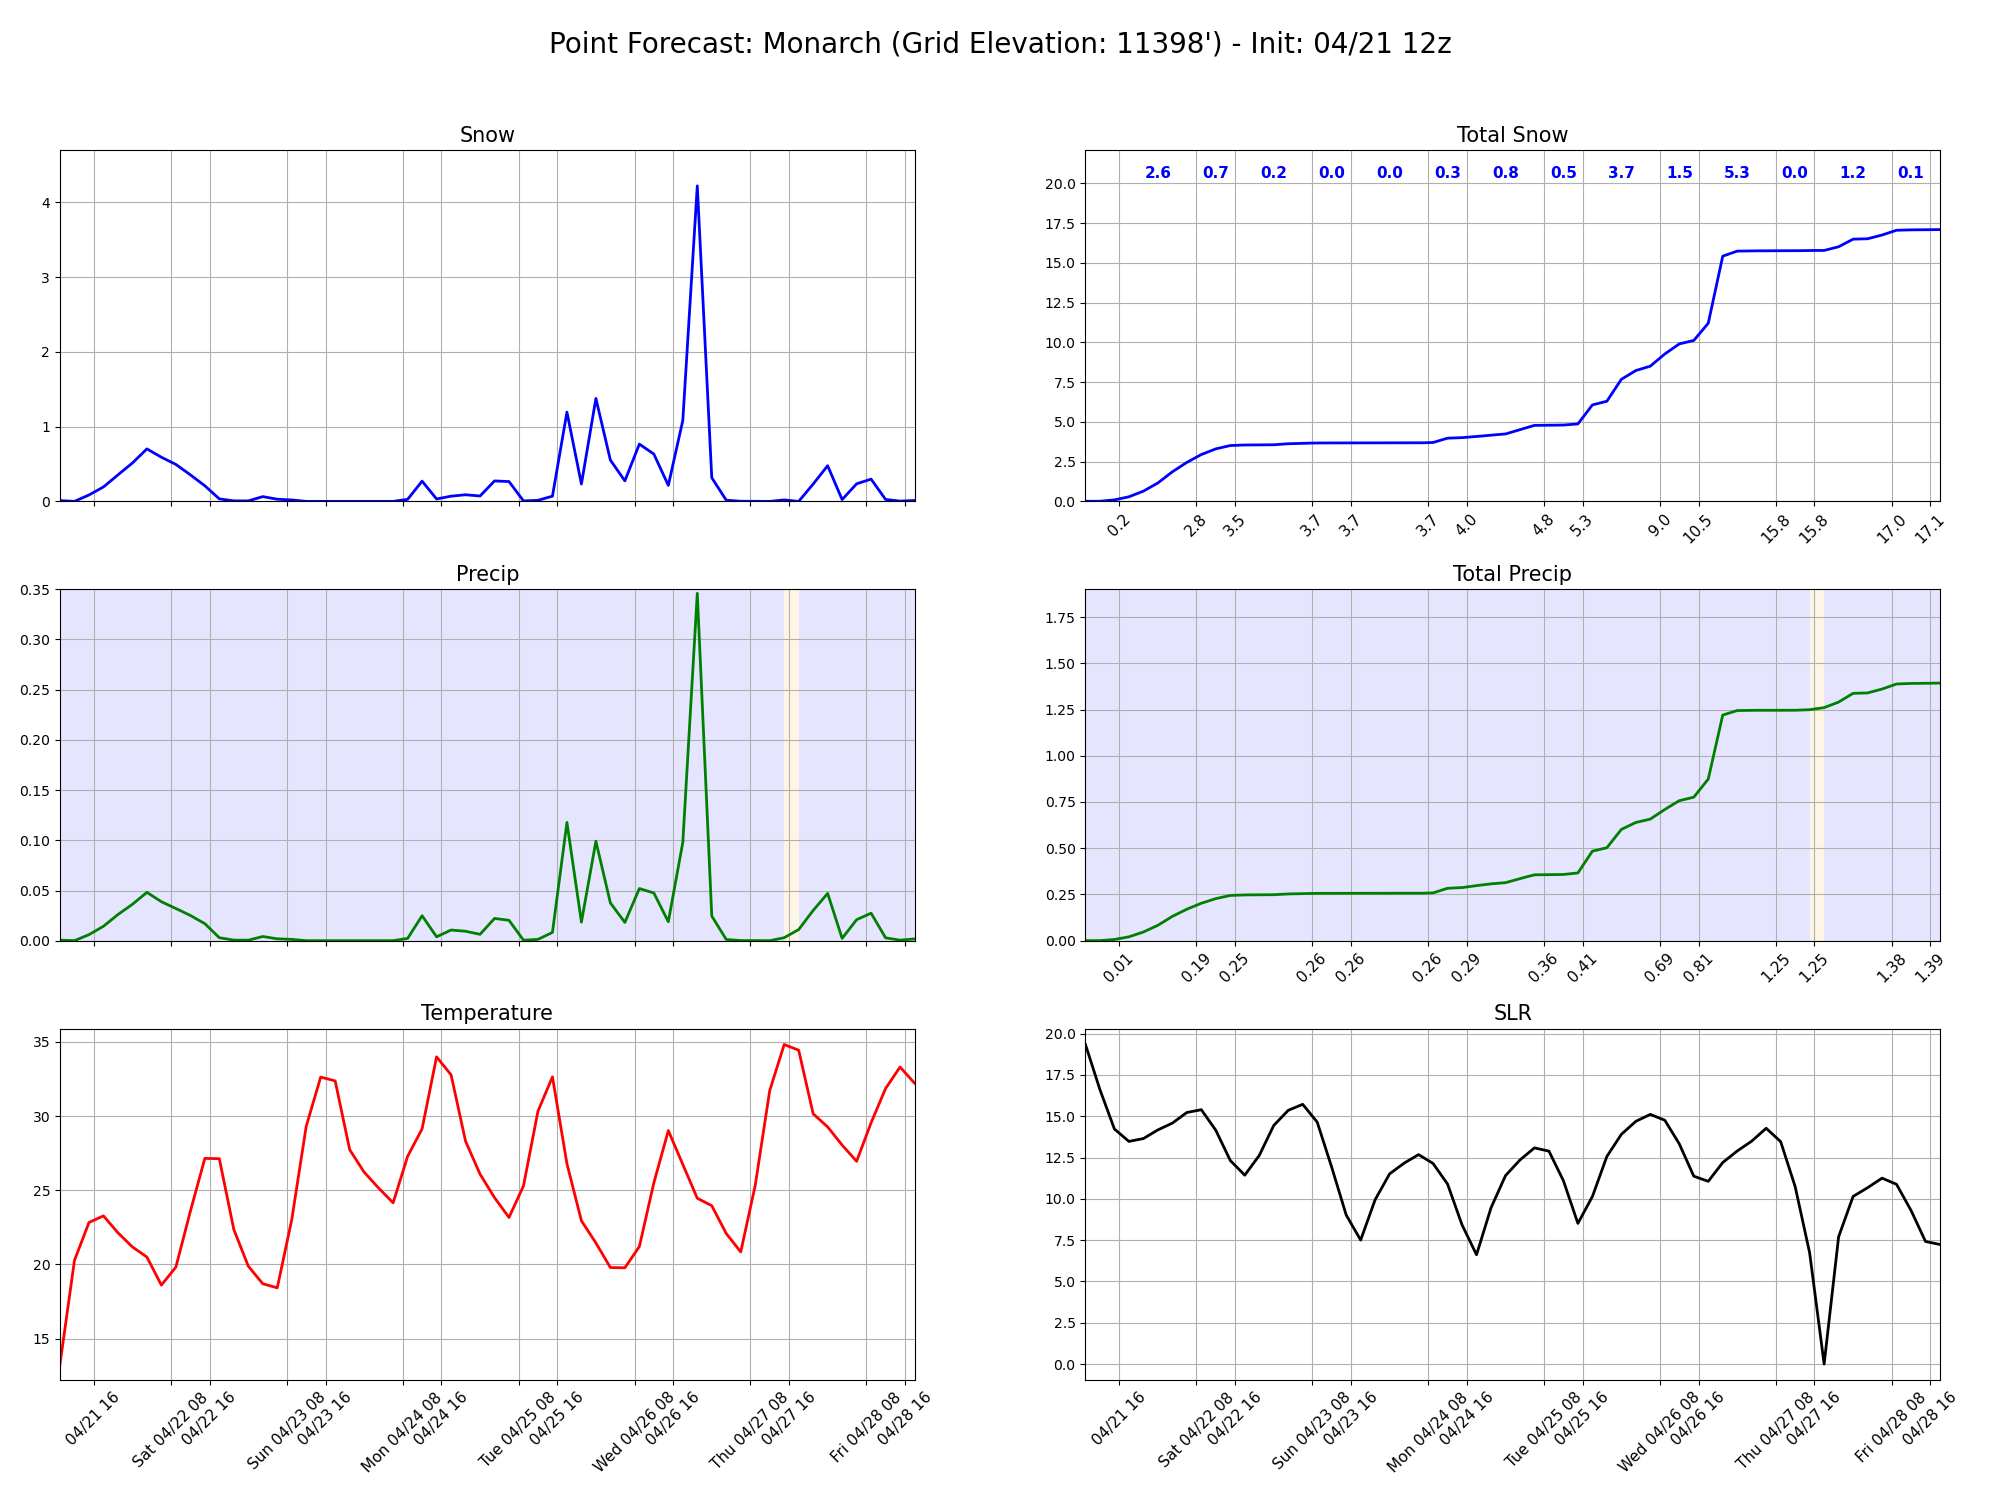 Point Forecast: Monarch (Grid Elevation: 11398') - Init: 04/21 12z
Snow
4
3
2
1
0
Total Snow
2.6 0.7 0.2 0.0 0.0 0.3 0.8 0.5 3.7 1.5 5.3 0.0 1.2 0.1
20.0
17.5
15.0
12.5
10.0
7.5
5.0
2.5
0.0
0.2 2.8 3.5 3.7 3.7 3.7 4.0 4.8 5.3 9.0 10.5 15.8 15.8 17.0 17.1
Precip
0.35
0.30
0.25
0.20
0.15
0.10
0.05
0.00
Total Precip
1.75
1.50
1.25
1.00
0.75
0.50
0.25
0.00
0.01 0.19 0.25 0.26 0.26 0.26 0.29 0.36 0.41 0.69 0.81 1.25 1.25 1.38 1.39
Temperature
35
30
25
20
15
04/21 16
Sat 04/22 08
04/22 16
Sun 04/23 08
04/23 16
Mon 04/24 08
04/24 16
Tue 04/25 08
04/25 16
Wed 04/26 08
04/26 16
Thu 04/27 08
04/27 16
Fri 04/28 08
04/28 16
SLR
20.0
17.5
15.0
12.5
10.0
7.5
5.0
2.5
0.0
04/21 16
Sat 04/22 08
04/22 16
Sun 04/23 08
04/23 16
Mon 04/24 08
04/24 16
Tue 04/25 08
04/25 16
Wed 04/26 08
04/26 16
Thu 04/27 08
04/27 16
Fri 04/28 08
04/28 16